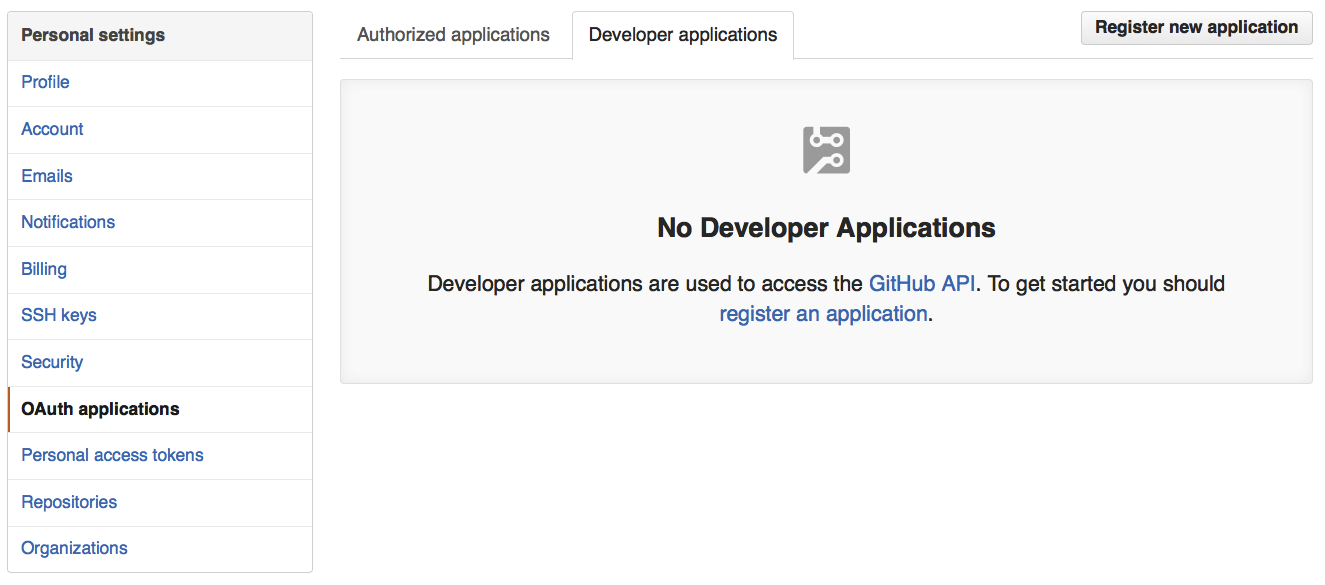 Personal settings
Profile
Account
Emails
Notifications
Billing
SSH keys
Security
OAuth applications
Personal access tokens
Repositories
Organizations
Authorized applications
Developer applications
Register new application
No Developer Applications
Developer applications are used to access the GitHub API. To get started you should
register an application.